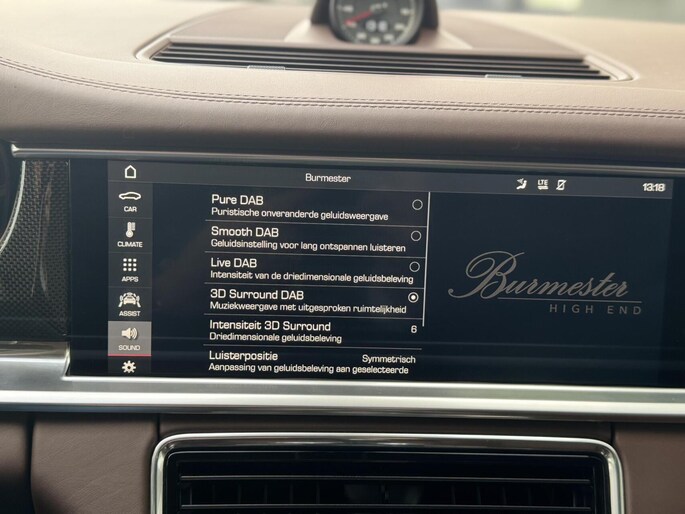 Burmester
LTE
13:18
CAR
CLIMATE
APPS
ASSIST
SOUND
Pure DAB
Puristische onveranderde geluidsweergave
Smooth DAB
Geluidsinstelling voor lang ontspannen luisteren
Live DAB
Intensiteit van de driedimensionale geluidsbeleving
3D Surround DAB
Muziekweergave met uitgesproken ruimtelijkheid
Intensiteit 3D Surround 6
Driedimensionale geluidsbeleving
Luisterpositie Symmetrisch
Aanpassing van geluidsbeleving aan geselecteerde
Burmester
HIGH END